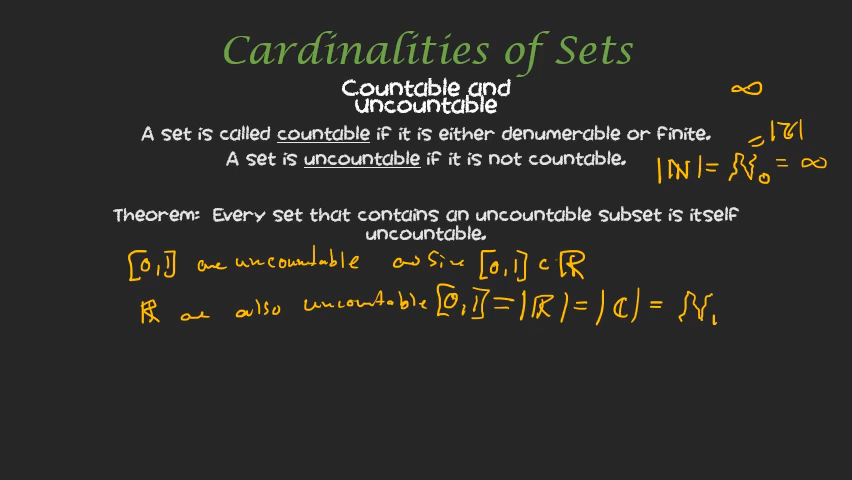 Cardinalities of Sets
Countable and
uncountable
∞
A set is called countable if it is either denumerable or finite.
= |ℤ|
A set is uncountable if it is not countable.
|ℕ| = ℵ₀ = ∞
Theorem: Every set that contains an uncountable subset is itself
uncountable.
[0,1] are uncountable and since [0,1] ⊂ ℝ
ℝ are also uncountable [0,1] = |ℝ| = |ℂ| = ℵ₁